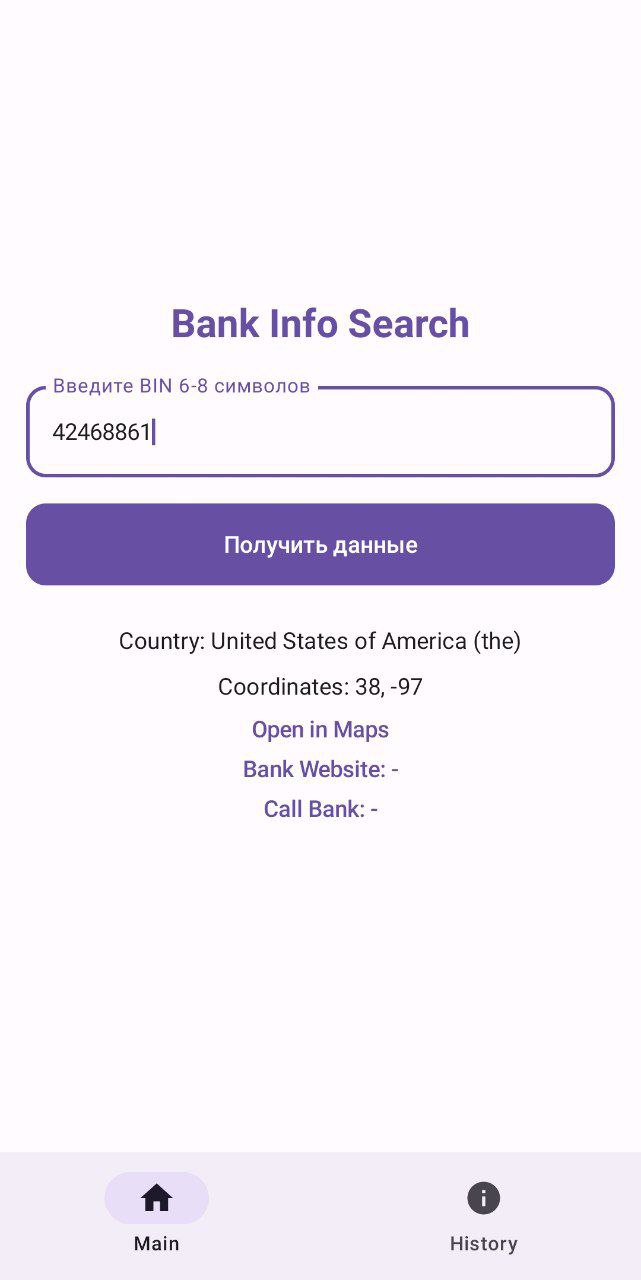 Bank Info Search
Введите BIN 6-8 символов
42468861
Получить данные
Country: United States of America (the)
Coordinates: 38, -97
Open in Maps
Bank Website: -
Call Bank: -
Main
History